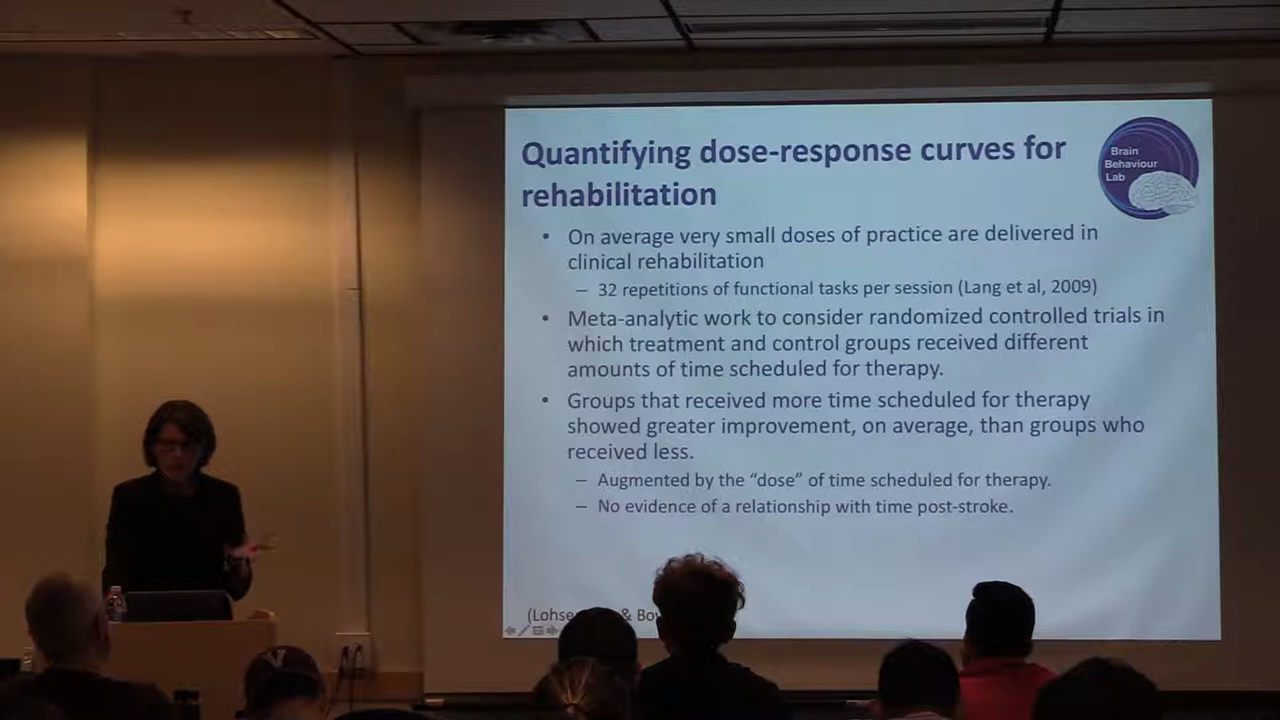 Quantifying dose-response curves for
rehabilitation
Brain
Behaviour
Lab
• On average very small doses of practice are delivered in
clinical rehabilitation
– 32 repetitions of functional tasks per session (Lang et al, 2009)
• Meta-analytic work to consider randomized controlled trials in
which treatment and control groups received different
amounts of time scheduled for therapy.
• Groups that received more time scheduled for therapy
showed greater improvement, on average, than groups who
received less.
– Augmented by the “dose” of time scheduled for therapy.
– No evidence of a relationship with time post-stroke.
&